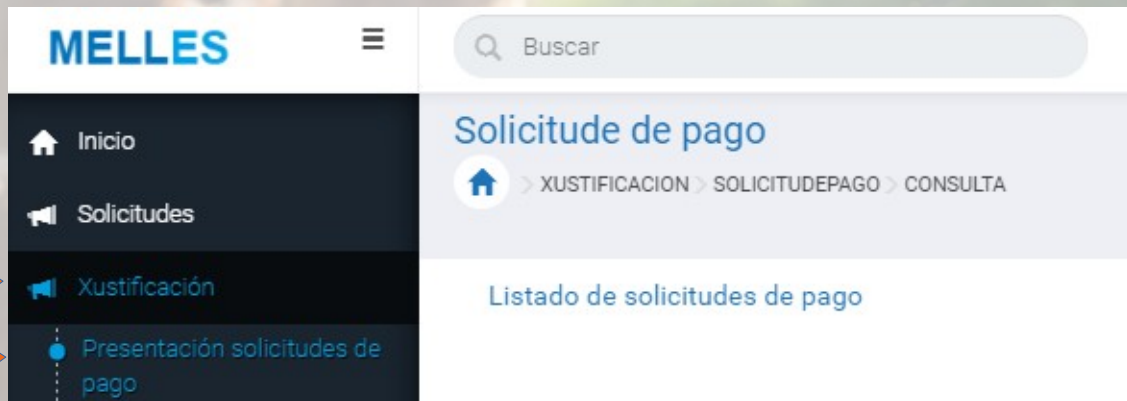 MELLES
Buscar
Inicio
Solicitudes
Xustificación
Presentación solicitudes de
pago
Solicitude de pago
XUSTIFICACION SOLICITUDEPAGO CONSULTA
Listado de solicitudes de pago